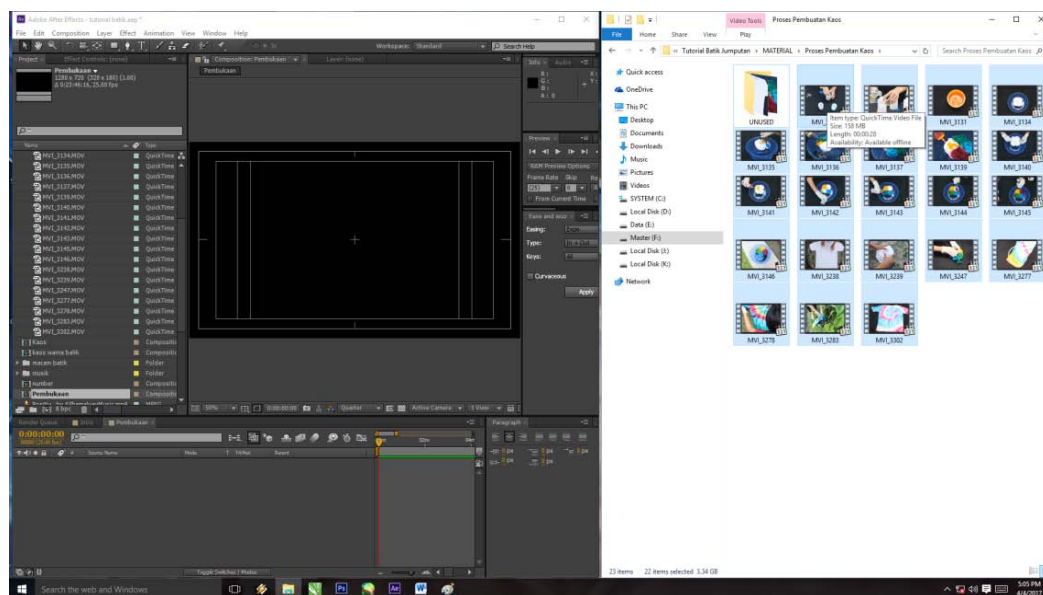 Adobe After Effects - tutorial batik.aep *
File Edit Composition Layer Effect Animation View Window Help
Workspace: Standard
Search Help
Project
Effect Controls: (none)
Composition: Pembukaan
Layer: (none)
Info
Audio
Pembukaan
Pembukaan
1280 x 720 (320 x 180) (1.00)
Preview
RAM Preview Options
Frame Rate Skip
(25)
From Current Time
Name
Type
MVI_3134.MOV QuickTime
MVI_3135.MOV QuickTime
MVI_3136.MOV QuickTime
MVI_3137.MOV QuickTime
MVI_3139.MOV QuickTime
MVI_3140.MOV QuickTime
MVI_3141.MOV QuickTime
MVI_3142.MOV QuickTime
MVI_3143.MOV QuickTime
MVI_3145.MOV QuickTime
MVI_3146.MOV QuickTime
MVI_3238.MOV QuickTime
MVI_3239.MOV QuickTime
MVI_3247.MOV QuickTime
MVI_3277.MOV QuickTime
MVI_3278.MOV QuickTime
MVI_3283.MOV QuickTime
MVI_3302.MOV QuickTime
Kaos Compositi
kaos warna batik Compositi
macam batik Folder
musik Folder
number Compositi
Pembukaan Compositi
8 bpc
Easing: Expo
Type: In + Out
Keys: All
Curvaceous
Apply
50%
0:00:00:00
Quarter
Active Camera
1 View
Render Queue
Intro
Pembukaan
0:00:00:00
Source Name
Mode
T TrkMat
Parent
Toggle Switches / Modes
Paragraph
Video Tools
Proses Pembuatan Kaos
File Home Share View Play
« Tutorial Batik Jumputan › MATERIAL › Proses Pembuatan Kaos ›
Search Proses Pembuatan Kaos
Quick access
OneDrive
This PC
Desktop
Documents
Downloads
Music
Pictures
Videos
SYSTEM (C:)
Local Disk (D:)
Data (E:)
Master (F:)
Local Disk (J:)
Local Disk (K:)
Network
UNUSED
MVI_3131
MVI_3134
Item type: QuickTime Video File
Size: 158 MB
Length: 00:00:28
Availability: Available offline
MVI_3135 MVI_3136 MVI_3137 MVI_3139 MVI_3140
MVI_3141 MVI_3142 MVI_3143 MVI_3144 MVI_3145
MVI_3146 MVI_3238 MVI_3239 MVI_3247 MVI_3277
MVI_3278 MVI_3283 MVI_3302
23 items 22 items selected 3.34 GB
Search the web and Windows
5:05 PM
4/4/2017